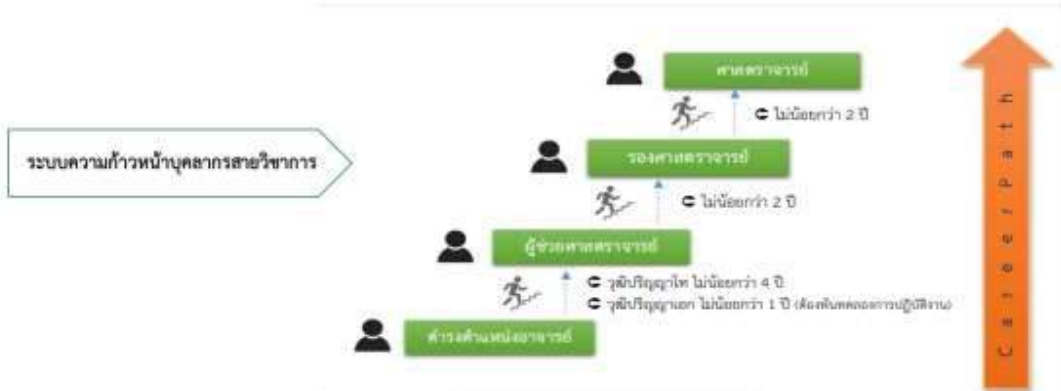 ศาสตราจารย์
ไม่น้อยกว่า 2 ปี
รองศาสตราจารย์
ระบบความก้าวหน้าบุคลากรสายวิชาการ
ไม่น้อยกว่า 2 ปี
ผู้ช่วยศาสตราจารย์
วุฒิปริญญาโท ไม่น้อยกว่า 4 ปี
วุฒิปริญญาเอก ไม่น้อยกว่า 1 ปี (ต้องพ้นทดลองการปฏิบัติงาน)
ดำรงตำแหน่งอาจารย์
Career Path